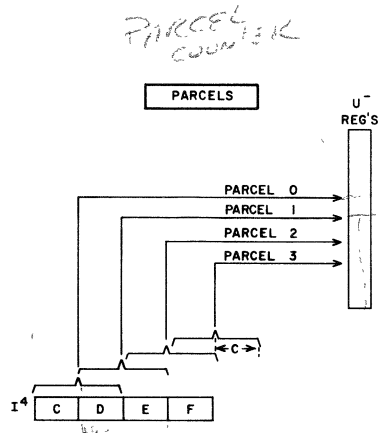 PARCEL
COUNTER
PARCELS
U⁻
REG'S
PARCEL 0
PARCEL 1
PARCEL 2
PARCEL 3
C
I⁴ C D E F